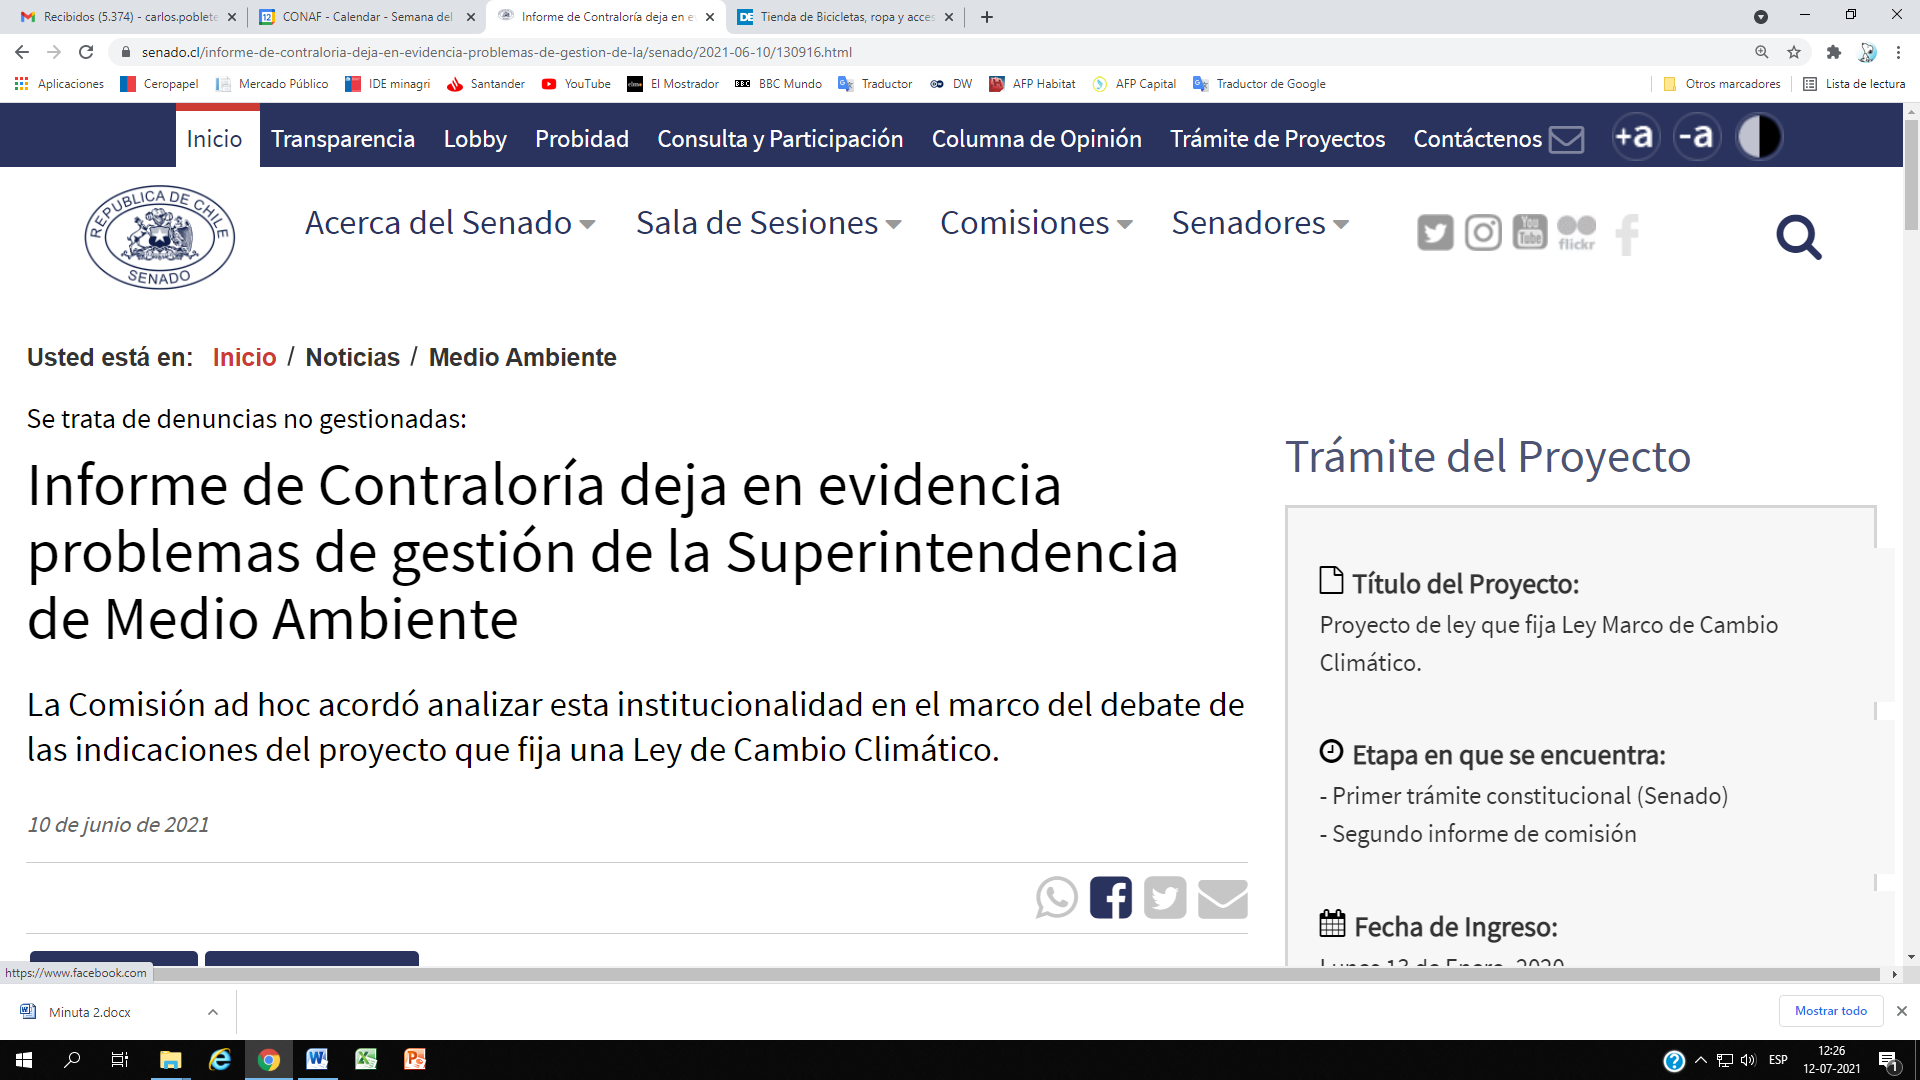 Recibidos (5.374) - carlos.poblete
CONAF - Calendar - Semana del
Informe de Contraloría deja en e
Tienda de Bicicletas, ropa y acces
senado.cl/informe-de-contraloria-deja-en-evidencia-problemas-de-gestion-de-la/senado/2021-06-10/130916.html
Aplicaciones Ceropapel Mercado Público IDE minagri Santander YouTube El Mostrador BBC Mundo Traductor DW AFP Habitat AFP Capital Traductor de Google Otros marcadores Lista de lectura
Inicio Transparencia Lobby Probidad Consulta y Participación Columna de Opinión Trámite de Proyectos Contáctenos +a -a
REPUBLICA DE CHILE
SENADO
Acerca del Senado Sala de Sesiones Comisiones Senadores
You Tube
flickr
Usted está en: Inicio / Noticias / Medio Ambiente
Se trata de denuncias no gestionadas:
Informe de Contraloría deja en evidencia
problemas de gestión de la Superintendencia
de Medio Ambiente
La Comisión ad hoc acordó analizar esta institucionalidad en el marco del debate de
las indicaciones del proyecto que fija una Ley de Cambio Climático.
10 de junio de 2021
Trámite del Proyecto
Título del Proyecto:
Proyecto de ley que fija Ley Marco de Cambio
Climático.
Etapa en que se encuentra:
- Primer trámite constitucional (Senado)
- Segundo informe de comisión
Fecha de Ingreso:
Lunes 13 de Enero, 2020
https://www.facebook.com
Minuta 2.docx
Mostrar todo
ESP
12:26
12-07-2021
1